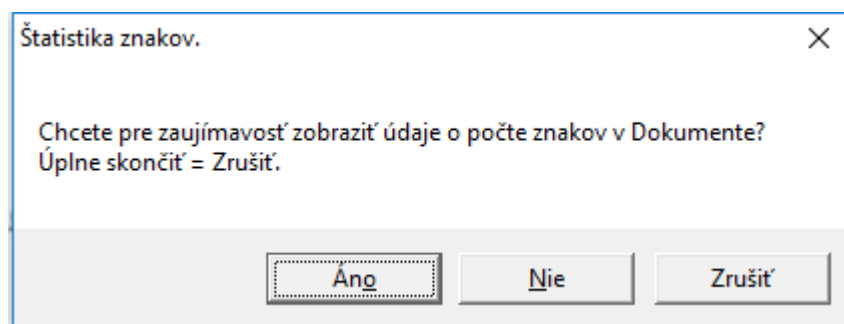 Štatistika znakov.
Chcete pre zaujímavosť zobraziť údaje o počte znakov v Dokumente?
Úplne skončiť = Zrušiť.
Áno Nie Zrušiť